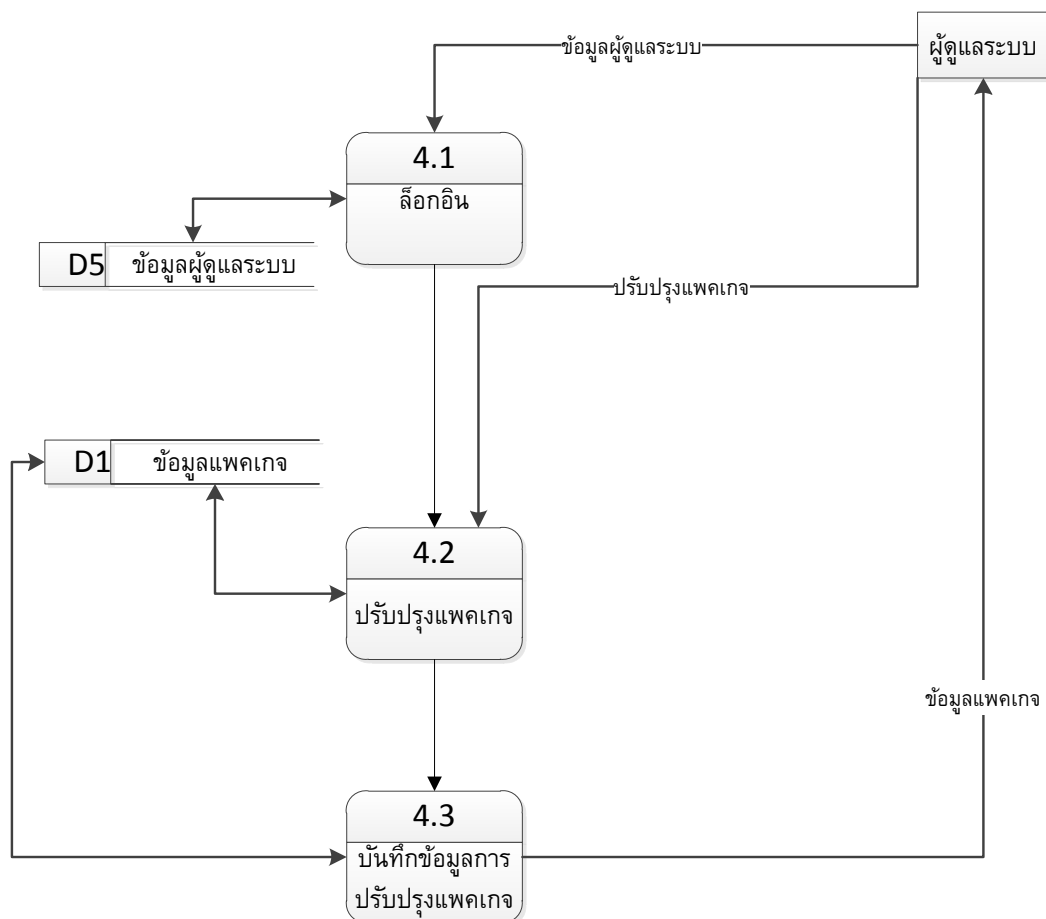 ข้อมูลผู้ดูแลระบบ
ผู้ดูแลระบบ
4.1
ล็อกอิน
D5 ข้อมูลผู้ดูแลระบบ
ปรับปรุงแพคเกจ
D1 ข้อมูลแพคเกจ
4.2
ปรับปรุงแพคเกจ
ข้อมูลแพคเกจ
4.3
บันทึกข้อมูลการ
ปรับปรุงแพคเกจ